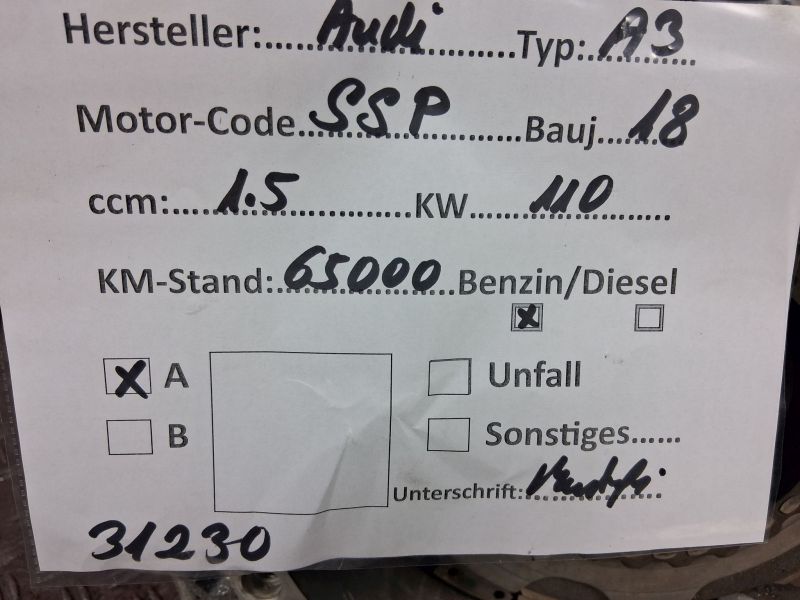 Hersteller:......Audi..........Typ:..A3......
Motor-Code...SSP..........Bauj....18..
ccm:......1.5..............KW.......110.......
KM-Stand:..65000..Benzin/Diesel
X
X A Unfall
B Sonstiges......
Unterschrift:
31230